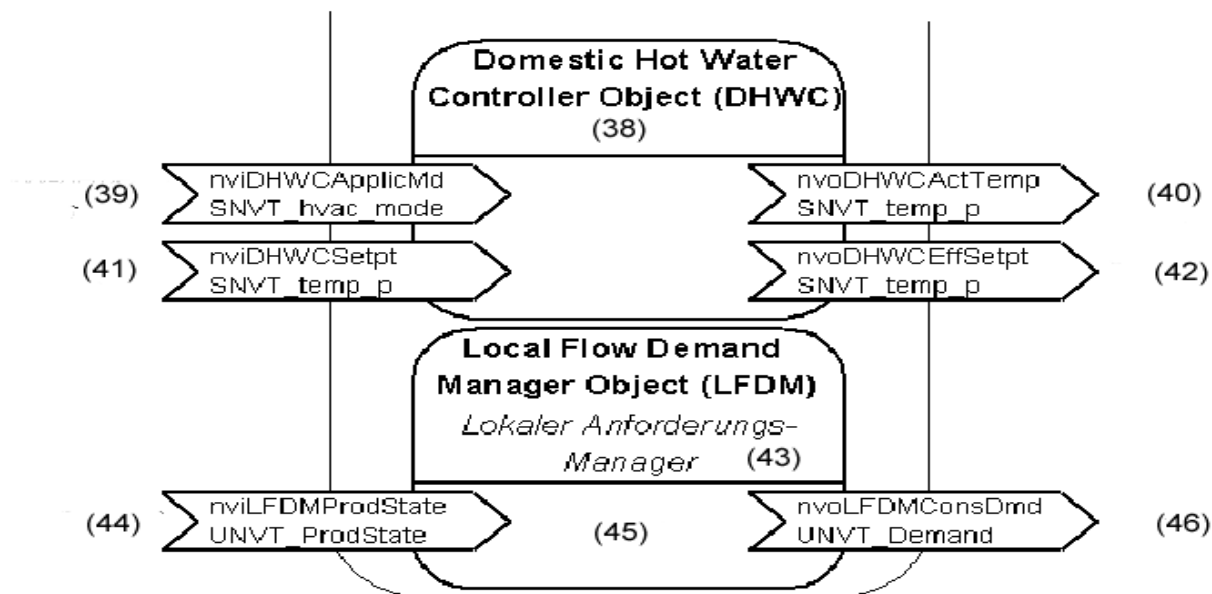 Domestic Hot Water
Controller Object (DHWC)
(38)
(39)
nviDHWCApplicMd
SNVT_hvac_mode
nvoDHWCActTemp
SNVT_temp_p
(40)
(41)
nviDHWCSetpt
SNVT_temp_p
nvoDHWCEffSetpt
SNVT_temp_p
(42)
Local Flow Demand
Manager Object (LFDM)
Lokaler Anforderungs-
Manager (43)
(44)
nviLFDMProdState
UNVT_ProdState
(45)
nvoLFDMConsDmd
UNVT_Demand
(46)